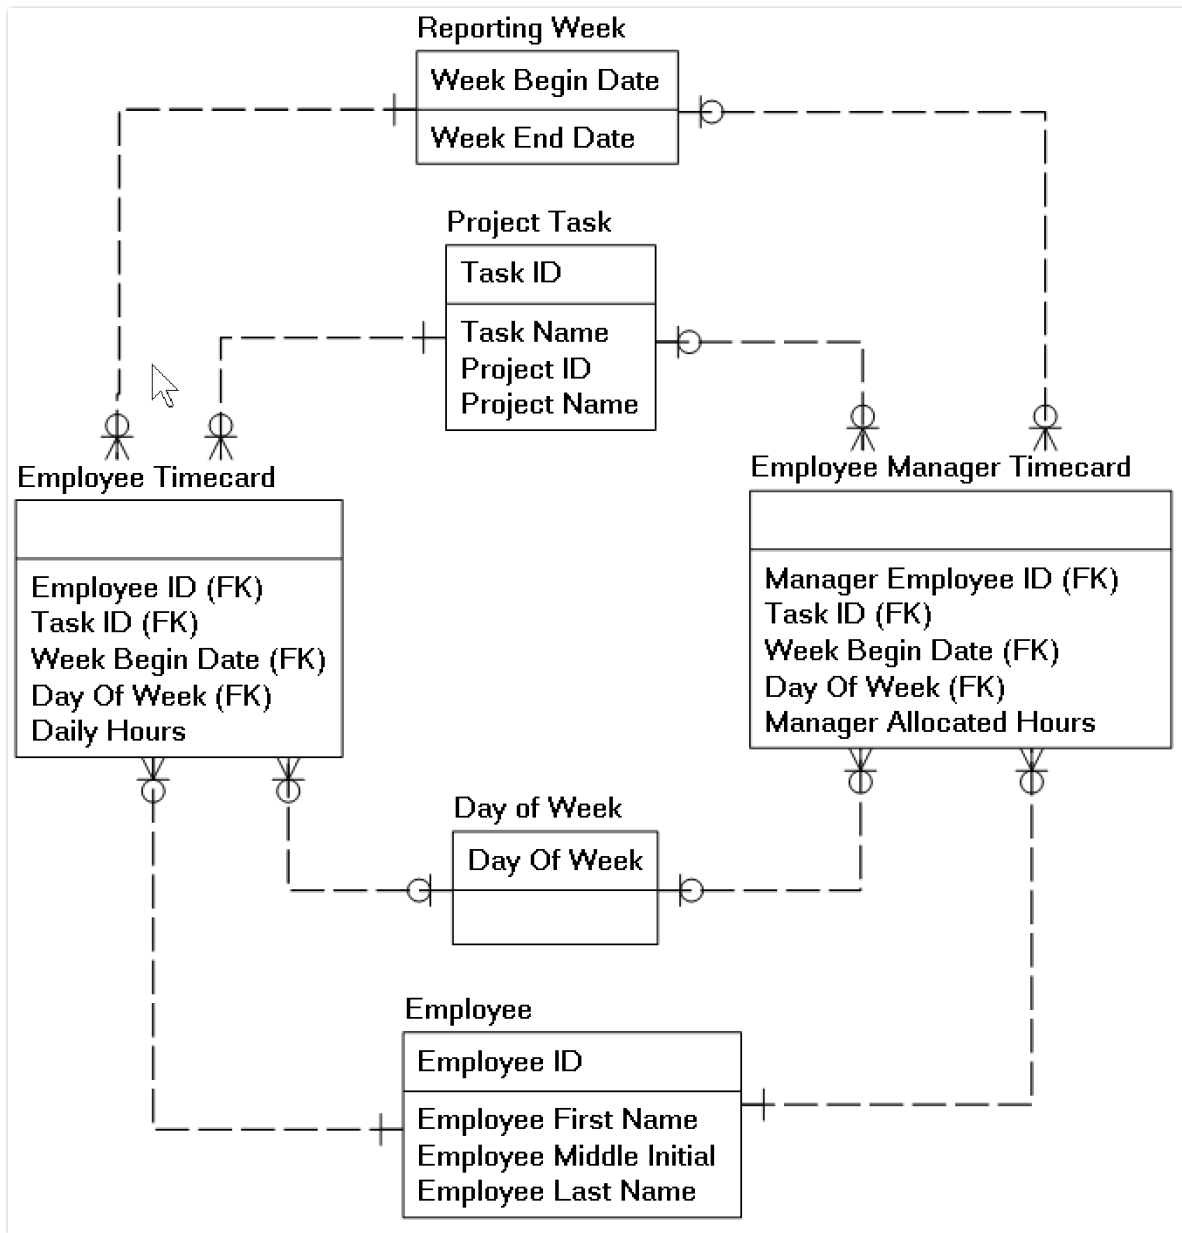 Reporting Week
Week Begin Date
Week End Date
Project Task
Task ID
Task Name
Project ID
Project Name
Employee Timecard
Employee ID (FK)
Task ID (FK)
Week Begin Date (FK)
Day Of Week (FK)
Daily Hours
Employee Manager Timecard
Manager Employee ID (FK)
Task ID (FK)
Week Begin Date (FK)
Day Of Week (FK)
Manager Allocated Hours
Day of Week
Day Of Week
Employee
Employee ID
Employee First Name
Employee Middle Initial
Employee Last Name